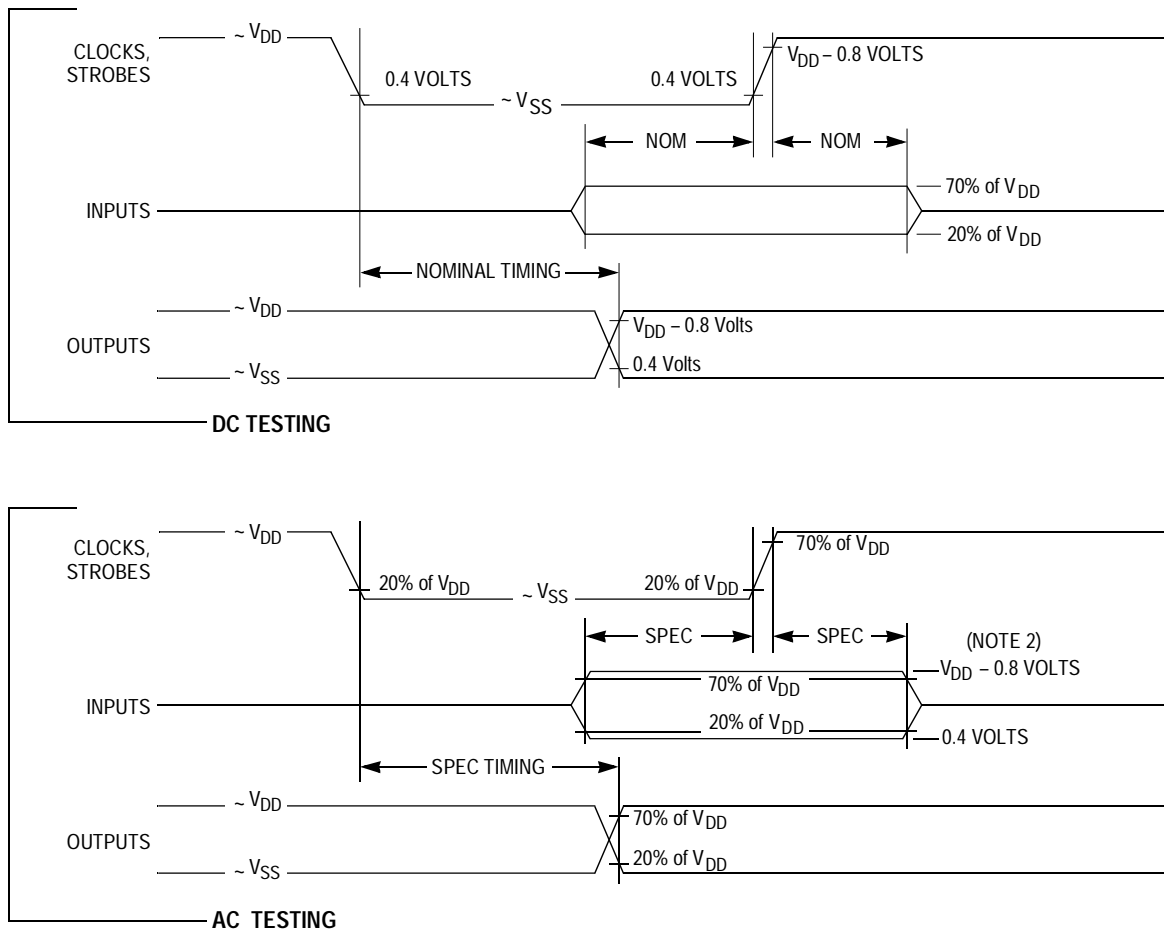 ~ VDD
CLOCKS,
STROBES
0.4 VOLTS
~ VSS
0.4 VOLTS
VDD – 0.8 VOLTS
NOM
NOM
70% of VDD
INPUTS
20% of VDD
NOMINAL TIMING
~ VDD
VDD – 0.8 Volts
OUTPUTS
0.4 Volts
~ VSS
DC TESTING
~ VDD
CLOCKS,
STROBES
70% of VDD
20% of VDD
~ VSS
20% of VDD
SPEC
SPEC
(NOTE 2)
VDD – 0.8 VOLTS
70% of VDD
INPUTS
20% of VDD
0.4 VOLTS
SPEC TIMING
~ VDD
70% of VDD
OUTPUTS
20% of VDD
~ VSS
AC TESTING